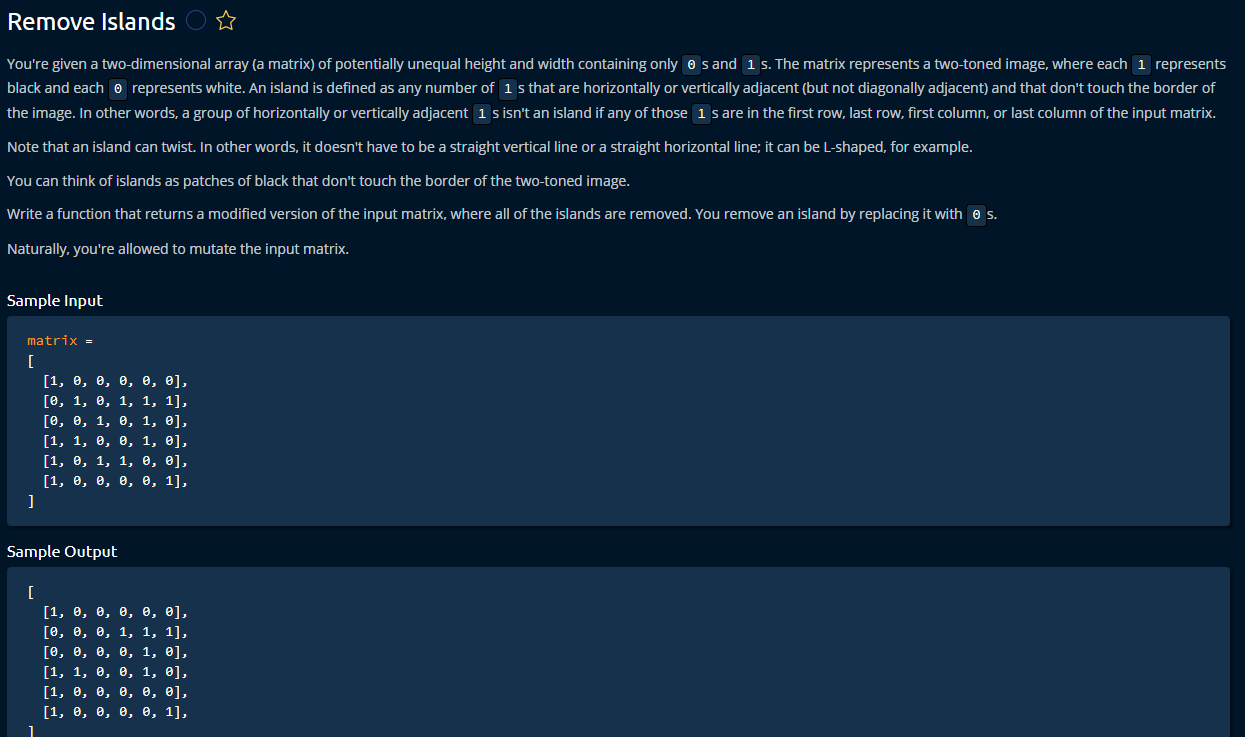 Remove Islands
You're given a two-dimensional array (a matrix) of potentially unequal height and width containing only 0 s and 1 s. The matrix represents a two-toned image, where each 1 represents
black and each 0 represents white. An island is defined as any number of 1 s that are horizontally or vertically adjacent (but not diagonally adjacent) and that don't touch the border of
the image. In other words, a group of horizontally or vertically adjacent 1 s isn't an island if any of those 1 s are in the first row, last row, first column, or last column of the input matrix.
Note that an island can twist. In other words, it doesn't have to be a straight vertical line or a straight horizontal line; it can be L-shaped, for example.
You can think of islands as patches of black that don't touch the border of the two-toned image.
Write a function that returns a modified version of the input matrix, where all of the islands are removed. You remove an island by replacing it with 0 s.
Naturally, you're allowed to mutate the input matrix.
Sample Input
matrix =
[
[1, 0, 0, 0, 0, 0],
[0, 1, 0, 1, 1, 1],
[0, 0, 1, 0, 1, 0],
[1, 1, 0, 0, 1, 0],
[1, 0, 1, 1, 0, 0],
[1, 0, 0, 0, 0, 1],
]
Sample Output
[
[1, 0, 0, 0, 0, 0],
[0, 0, 0, 1, 1, 1],
[0, 0, 0, 0, 1, 0],
[1, 1, 0, 0, 1, 0],
[1, 0, 0, 0, 0, 0],
[1, 0, 0, 0, 0, 1],
]